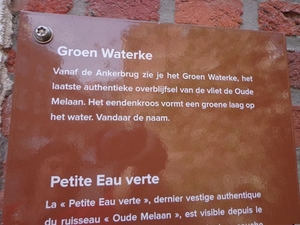 Groen Waterke
Vanaf de Ankerbrug zie je het Groen Waterke, het
laatste authentieke overblijfsel van de vliet de Oude
Melaan. Het eendenkroos vormt een groene laag op
het water. Vandaar de naam.
Petite Eau verte
La « Petite Eau verte », dernier vestige authentique
du ruisseau « Oude Melaan », est visible depuis le